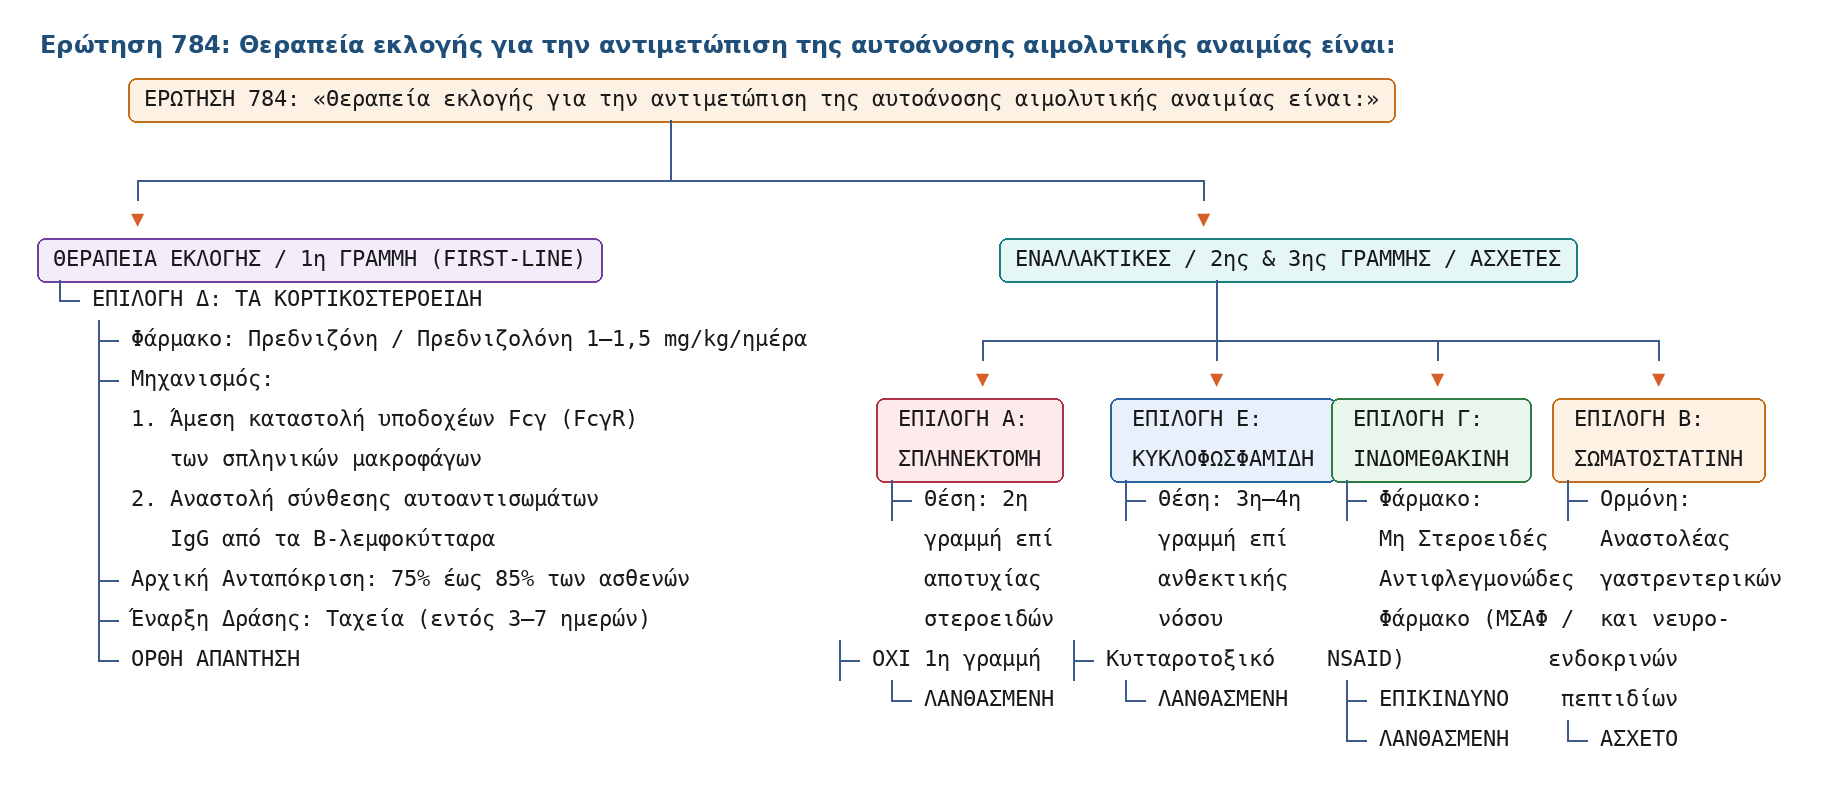 Ερώτηση 784: Θεραπεία εκλογής για την αντιμετώπιση της αυτοάνοσης αιμολυτικής αναιμίας είναι:
ΕΡΩΤΗΣΗ 784: «Θεραπεία εκλογής για την αντιμετώπιση της αυτοάνοσης αιμολυτικής αναιμίας είναι:»
ΘΕΡΑΠΕΙΑ ΕΚΛΟΓΗΣ / 1η ΓΡΑΜΜΗ (FIRST-LINE)
ΕΠΙΛΟΓΗ Δ: ΤΑ ΚΟΡΤΙΚΟΣΤΕΡΟΕΙΔΗ
Φάρμακο: Πρεδνιζόνη / Πρεδνιζολόνη 1–1,5 mg/kg/ημέρα
Μηχανισμός:
1. Άμεση καταστολή υποδοχέων Fcγ (FcγR)
των σπληνικών μακροφάγων
2. Αναστολή σύνθεσης αυτοαντισωμάτων
IgG από τα Β-λεμφοκύτταρα
Αρχική Ανταπόκριση: 75% έως 85% των ασθενών
Έναρξη Δράσης: Ταχεία (εντός 3–7 ημερών)
ΟΡΘΗ ΑΠΑΝΤΗΣΗ
ΕΝΑΛΛΑΚΤΙΚΕΣ / 2ης & 3ης ΓΡΑΜΜΗΣ / ΑΣΧΕΤΕΣ
ΕΠΙΛΟΓΗ Α:
ΣΠΛΗΝΕΚΤΟΜΗ
Θέση: 2η
γραμμή επί
αποτυχίας
στεροειδών
ΟΧΙ 1η γραμμή
ΛΑΝΘΑΣΜΕΝΗ
ΕΠΙΛΟΓΗ Ε:
ΚΥΚΛΟΦΩΣΦΑΜΙΔΗ
Θέση: 3η–4η
γραμμή επί
ανθεκτικής
νόσου
Κυτταροτοξικό
ΛΑΝΘΑΣΜΕΝΗ
ΕΠΙΛΟΓΗ Γ:
ΙΝΔΟΜΕΘΑΚΙΝΗ
Φάρμακο:
Μη Στεροειδές
Αντιφλεγμονώδες
Φάρμακο (ΜΣΑΦ /
NSAID)
ΕΠΙΚΙΝΔΥΝΟ
ΛΑΝΘΑΣΜΕΝΗ
ΕΠΙΛΟΓΗ Β:
ΣΩΜΑΤΟΣΤΑΤΙΝΗ
Ορμόνη:
Αναστολέας
γαστρεντερικών
και νευρο-
ενδοκρινών
πεπτιδίων
ΑΣΧΕΤΟ